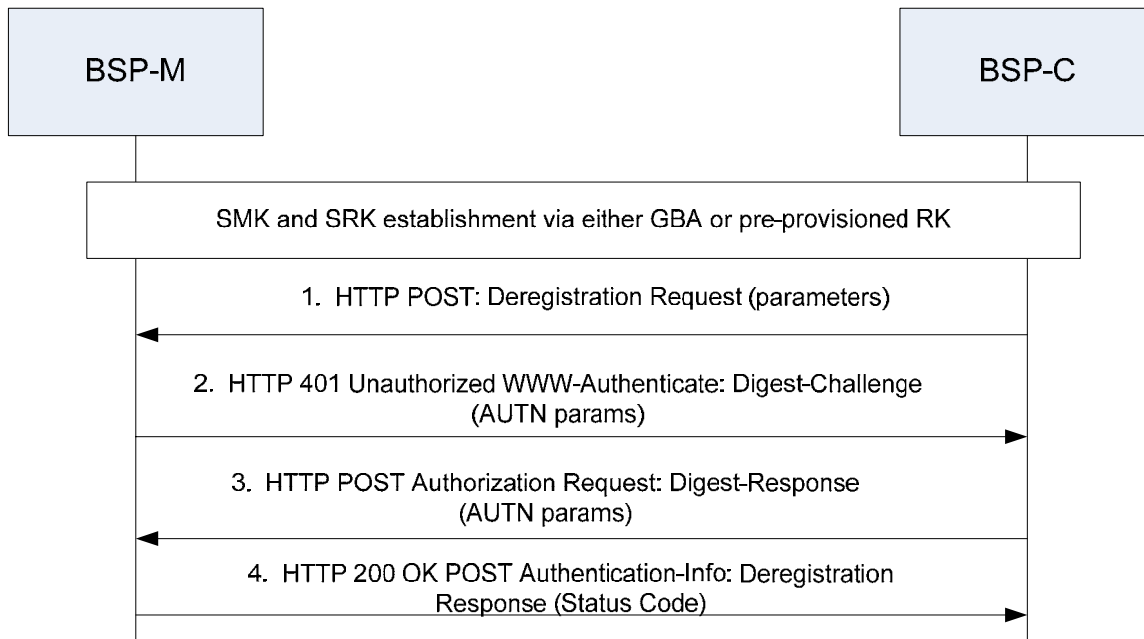 BSP-M
BSP-C
SMK and SRK establishment via either GBA or pre-provisioned RK
1. HTTP POST: Deregistration Request (parameters)
2. HTTP 401 Unauthorized WWW-Authenticate: Digest-Challenge
(AUTN params)
3. HTTP POST Authorization Request: Digest-Response
(AUTN params)
4. HTTP 200 OK POST Authentication-Info: Deregistration
Response (Status Code)